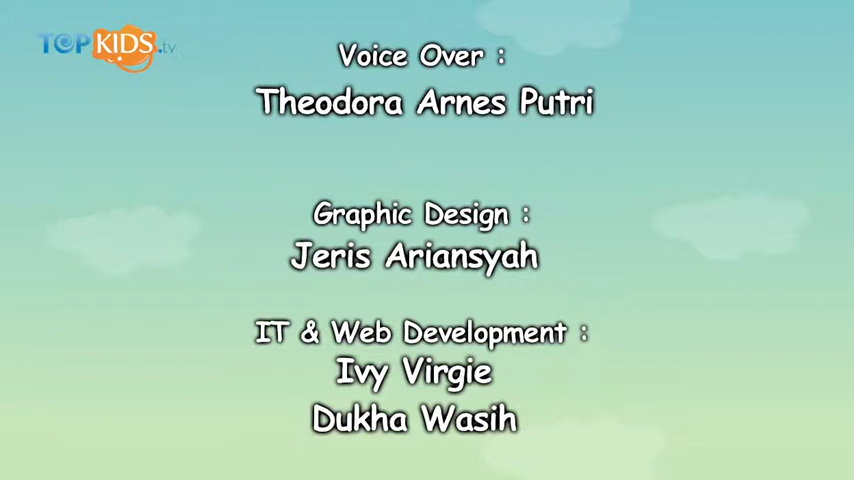 TOPKIDS.tv
Voice Over :
Theodora Arnes Putri
Graphic Design :
Jeris Ariansyah
IT & Web Development :
Ivy Virgie
Dukha Wasih